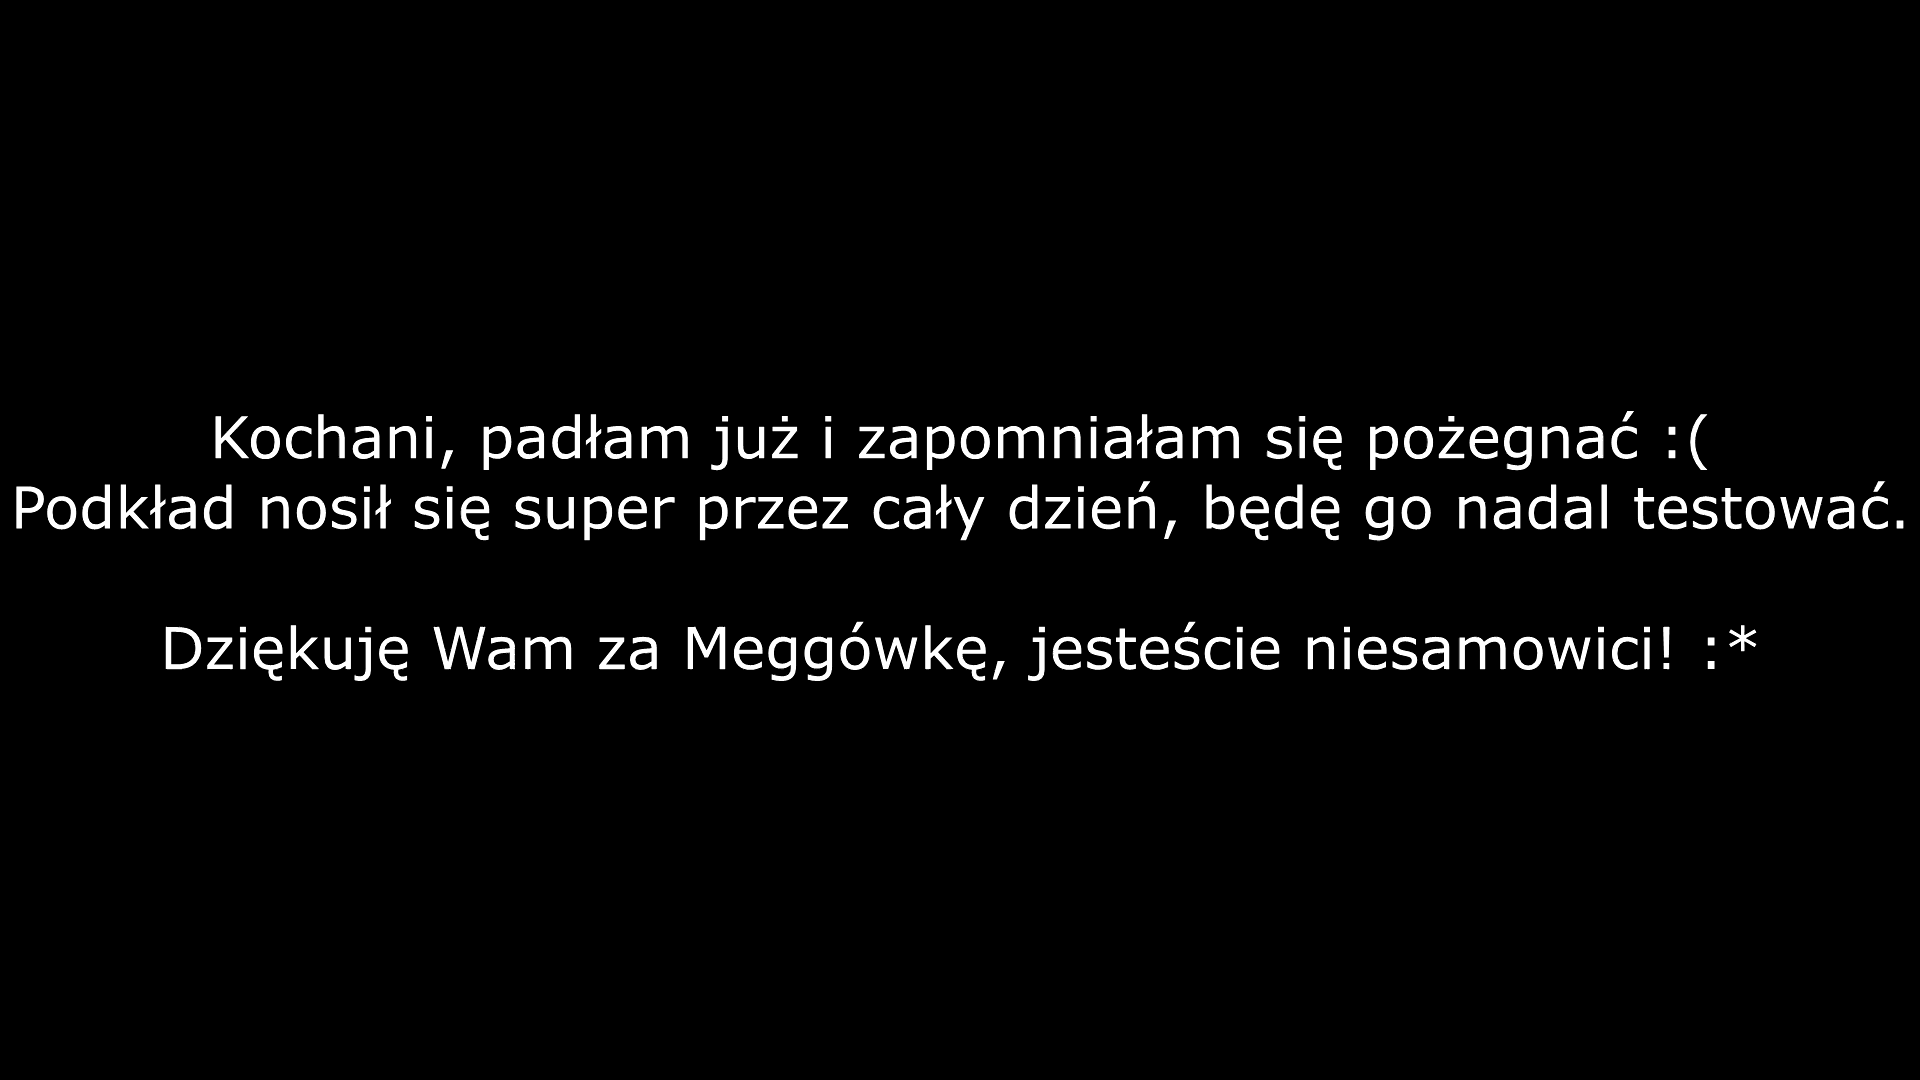 Kochani, padłam już i zapomniałam się pożegnać :(
Podkład nosił się super przez cały dzień, będę go nadal testować.
Dziękuję Wam za Meggówkę, jesteście niesamowici! :*